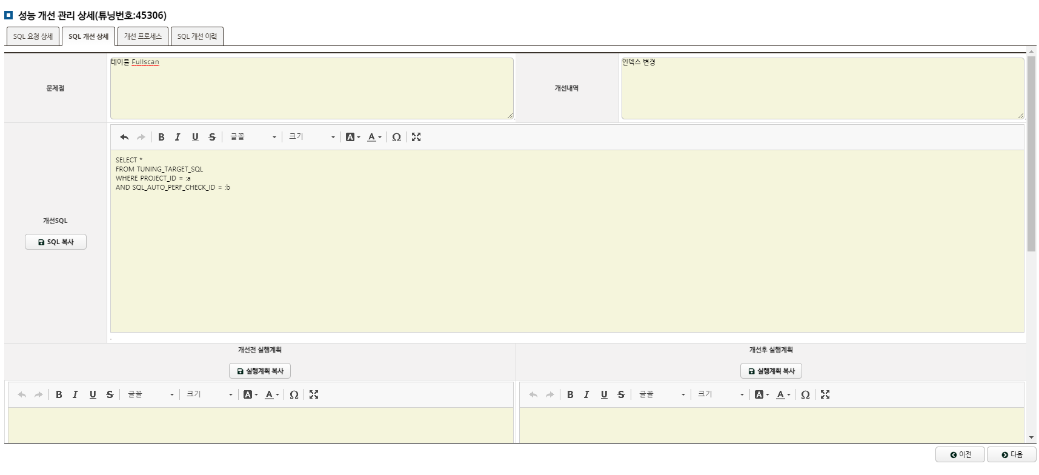 성능 개선 관리 상세(튜닝번호:45306)
SQL 요청 상세 SQL 개선 상세 개선 프로세스 SQL 개선 이력
문제점 테이블 Fullscan 개선내역 인덱스 변경
글꼴 크기
SELECT *
FROM TUNING_TARGET_SQL
WHERE PROJECT_ID = :a
AND SQL_AUTO_PERF_CHECK_ID = :b
개선SQL
SQL 복사
개선전 실행계획 개선후 실행계획
실행계획 복사 실행계획 복사
글꼴 크기 글꼴 크기
이전 다음